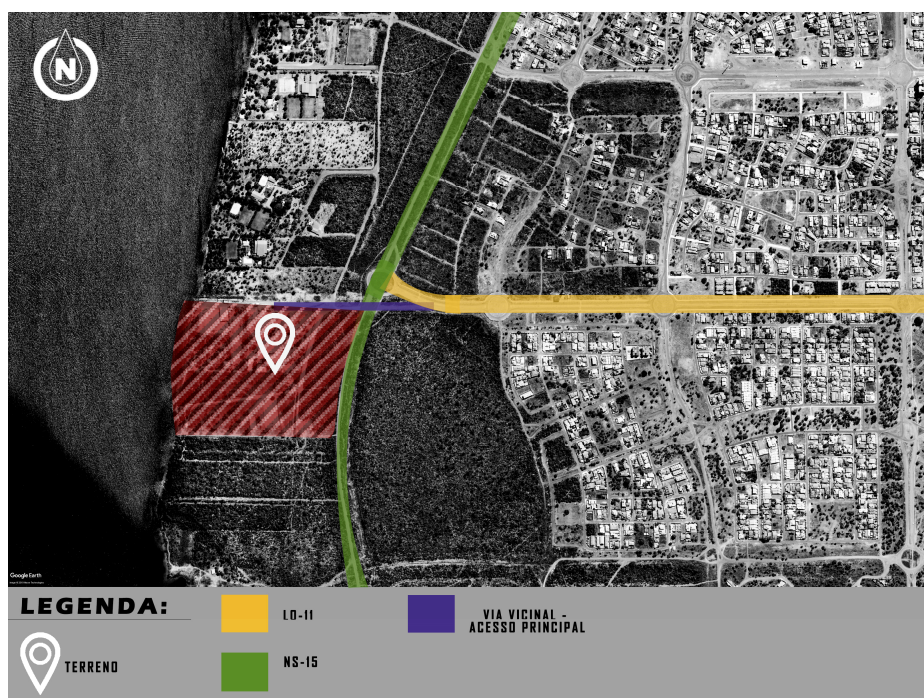 N
Google Earth
LEGENDA:
TERRENO
LO-11
NS-15
VIA VICINAL -
ACESSO PRINCIPAL